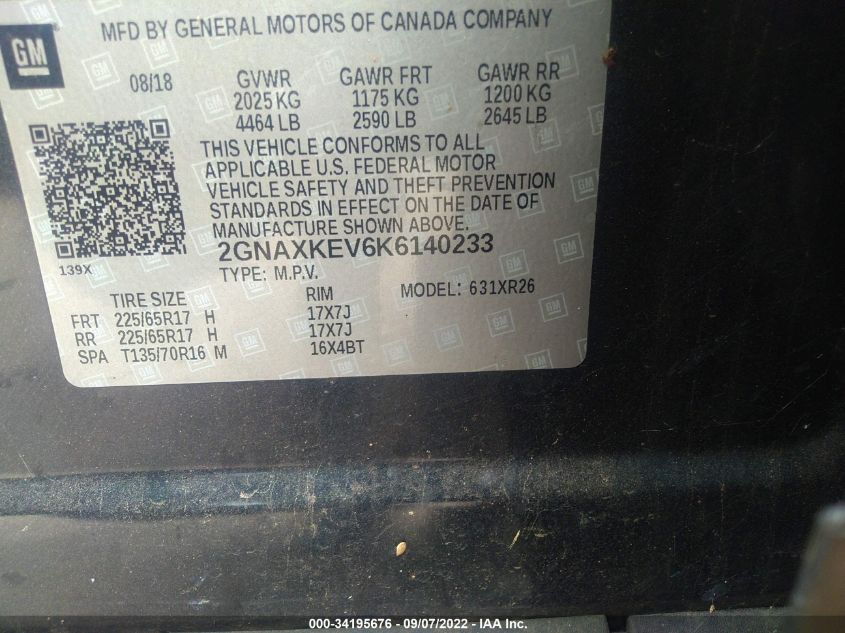 MFD BY GENERAL MOTORS OF CANADA COMPANY
GM
08/18 GVWR GAWR FRT GAWR RR
2025 KG 1175 KG 1200 KG
4464 LB 2590 LB 2645 LB
THIS VEHICLE CONFORMS TO ALL
APPLICABLE U.S. FEDERAL MOTOR
VEHICLE SAFETY AND THEFT PREVENTION
STANDARDS IN EFFECT ON THE DATE OF
MANUFACTURE SHOWN ABOVE.
2GNAXKEV6K6140233
139X
TYPE: M.P.V.
TIRE SIZE RIM MODEL: 631XR26
FRT 225/65R17 H 17X7J
RR 225/65R17 H 17X7J
SPA T135/70R16 M 16X4BT
000-34195676 - 09/07/2022 - IAA Inc.